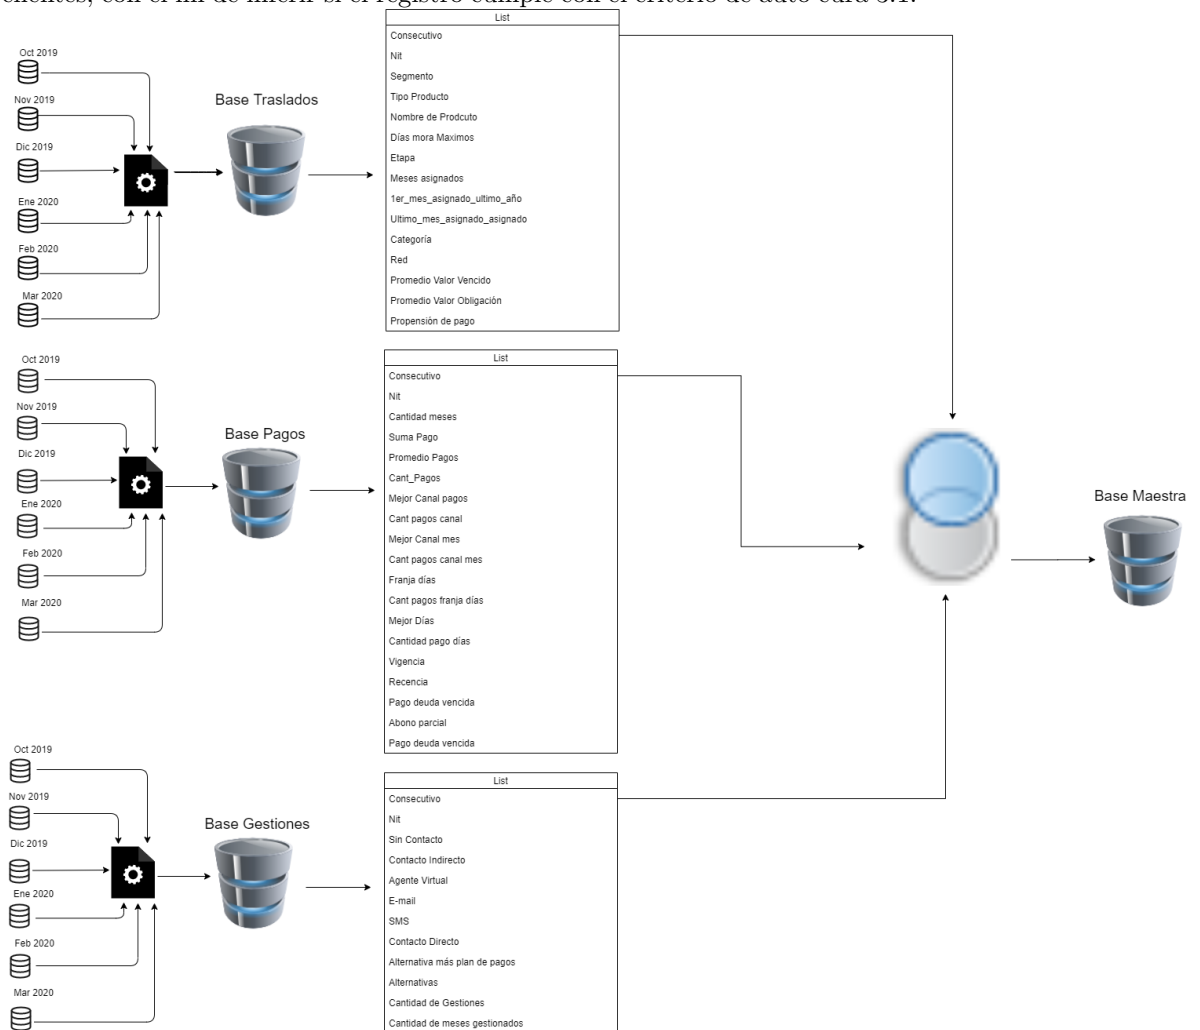 clientes, con el fin de inferir si el registro cumple con el criterio de auto cura 3.1.
Oct 2019
Nov 2019
Dic 2019
Ene 2020
Feb 2020
Mar 2020
Base Traslados
List
Consecutivo
Nit
Segmento
Tipo Producto
Nombre de Prodcuto
Días mora Maximos
Etapa
Meses asignados
1er_mes_asignado_ultimo_año
Ultimo_mes_asignado_asignado
Categoría
Red
Promedio Valor Vencido
Promedio Valor Obligación
Propensión de pago
Oct 2019
Nov 2019
Dic 2019
Ene 2020
Feb 2020
Mar 2020
Base Pagos
List
Consecutivo
Nit
Cantidad meses
Suma Pago
Promedio Pagos
Cant_Pagos
Mejor Canal pagos
Cant pagos canal
Mejor Canal mes
Cant pagos canal mes
Franja días
Cant pagos franja días
Mejor Días
Cantidad pago días
Vigencia
Recencia
Pago deuda vencida
Abono parcial
Pago deuda vencida
Oct 2019
Nov 2019
Dic 2019
Ene 2020
Feb 2020
Mar 2020
Base Gestiones
List
Consecutivo
Nit
Sin Contacto
Contacto Indirecto
Agente Virtual
E-mail
SMS
Contacto Directo
Alternativa más plan de pagos
Alternativas
Cantidad de Gestiones
Cantidad de meses gestionados
Base Maestra